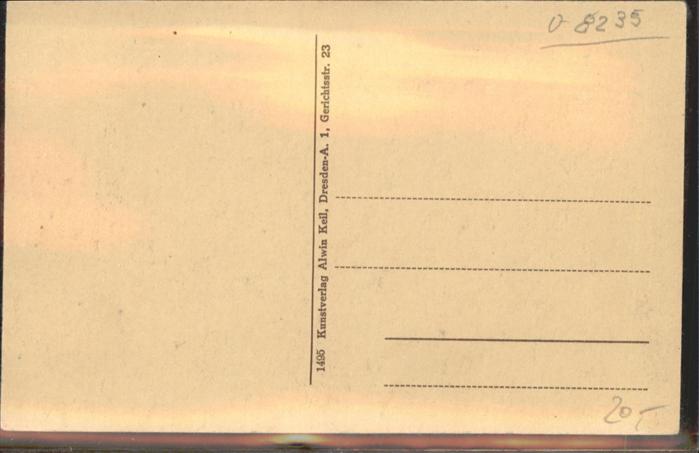 0-8235
1495 Kunstverlag Alwin Keil, Dresden-A. 1, Gerichtsstr. 23
20,-